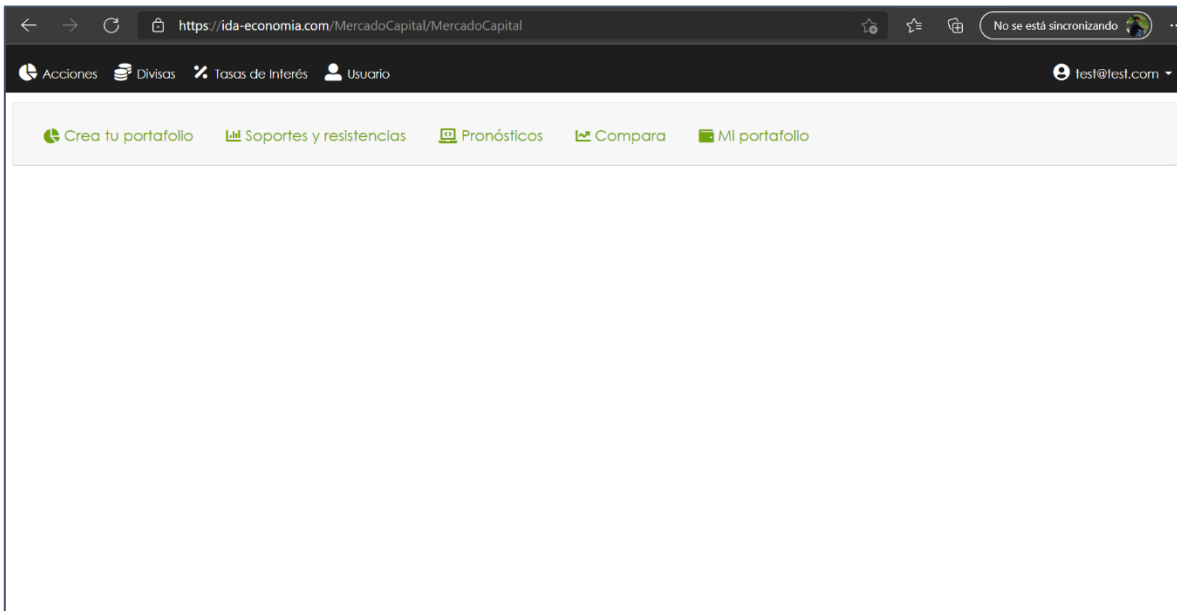 https://ida-economia.com/MercadoCapital/MercadoCapital No se está sincronizando
Acciones Divisas Tasas de Interés Usuario test@test.com
Crea tu portafolio Soportes y resistencias Pronósticos Compara Mi portafolio